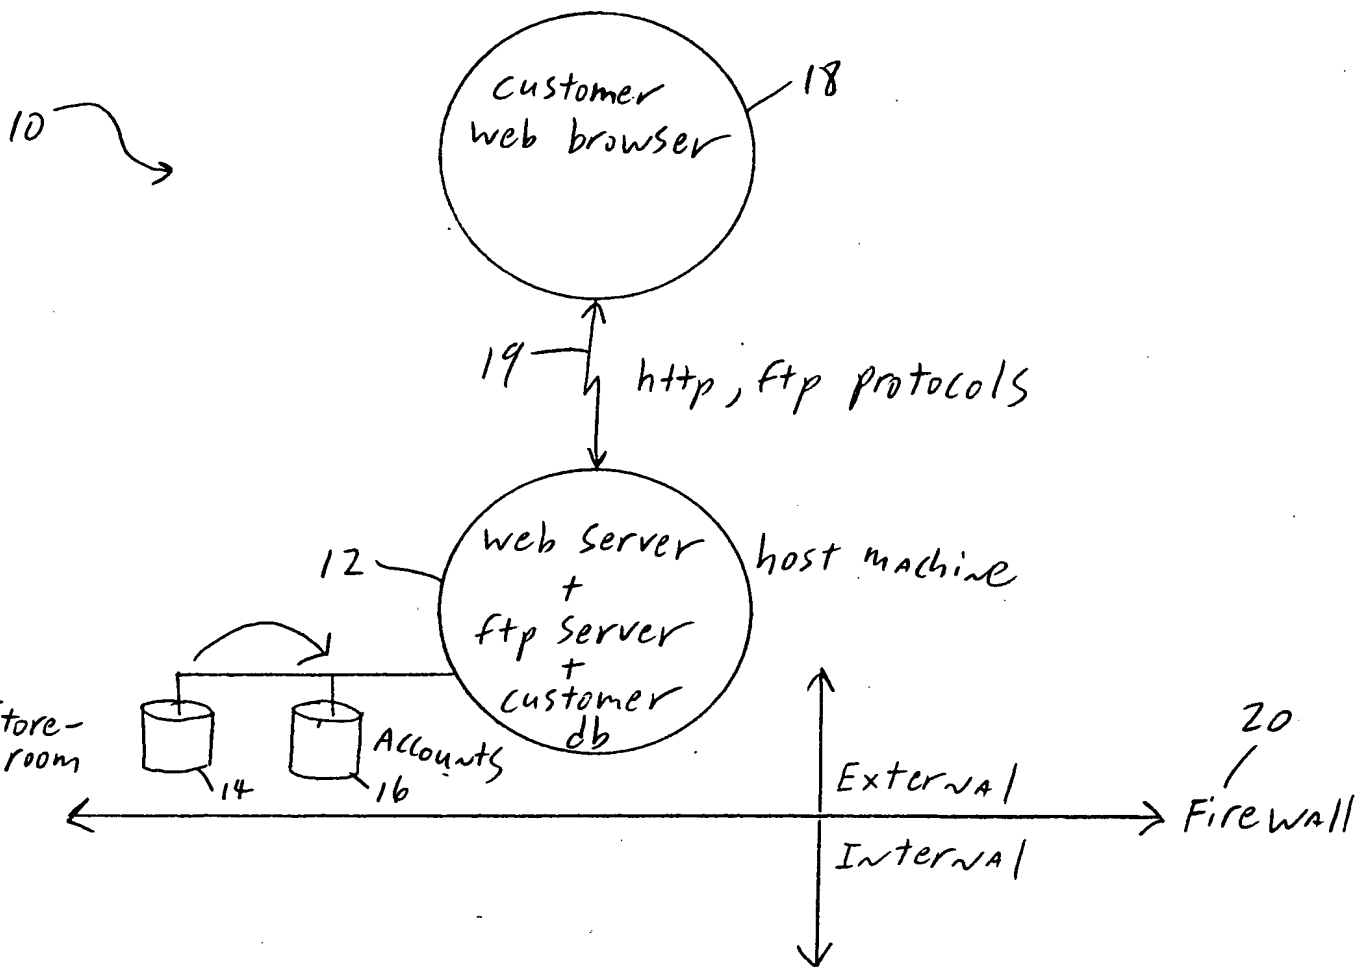 customer
web browser
18
10
19
http, ftp protocols
12
web server
+
ftp server
+
customer
db
host machine
tore-
room
14
Accounts
16
External
Internal
20
Firewall